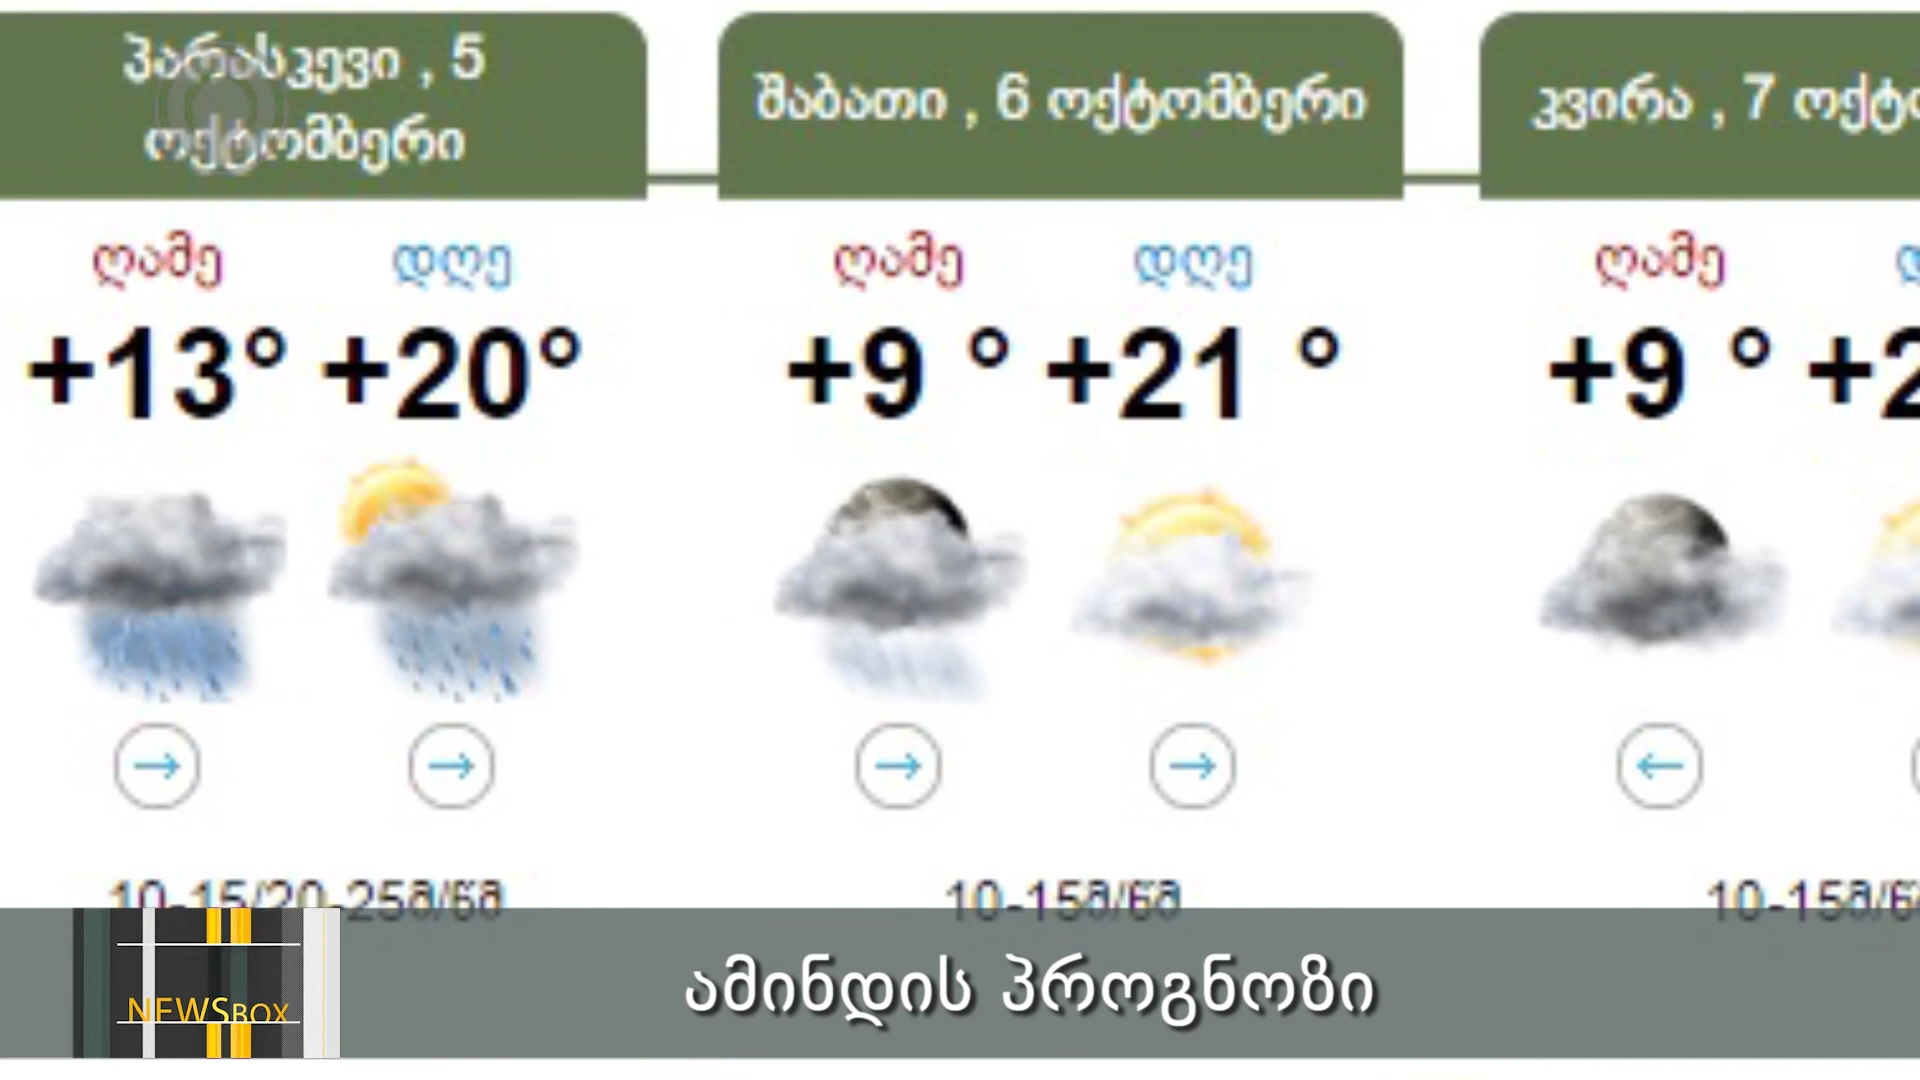 პარასკევი , 5
ოქტომბერი
შაბათი , 6 ოქტომბერი
კვირა , 7
ღამე დღე
ღამე დღე
ღამე
+13° +20°
+9 ° +21 °
+9 °
10-15/20-25მ/წმ
10-15მ/წმ
ამინდის პროგნოზი
NEWSBOX